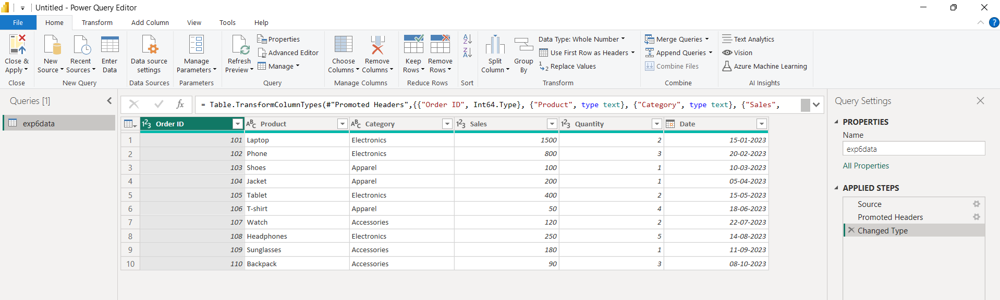 Untitled - Power Query Editor
File Home Transform Add Column View Tools Help ?
Close & Apply
Close
New Source
Recent Sources
Enter Data
New Query
Data source settings
Data Sources
Manage Parameters
Parameters
Refresh Preview
Properties
Advanced Editor
Manage
Query
Choose Columns
Remove Columns
Manage Columns
Keep Rows
Remove Rows
Reduce Rows
A Z
Z A
Sort
Split Column
Group By
Data Type: Whole Number
Use First Row as Headers
1 2 Replace Values
Transform
Merge Queries
Append Queries
Combine Files
Combine
Text Analytics
Vision
Azure Machine Learning
AI Insights
Queries [1]
exp6data
fx = Table.TransformColumnTypes(#"Promoted Headers",{{"Order ID", Int64.Type}, {"Product", type text}, {"Category", type text}, {"Sales",
123 Order ID ABC Product ABC Category 123 Sales 123 Quantity Date
1 101 Laptop Electronics 1500 2 15-01-2023
2 102 Phone Electronics 800 3 20-02-2023
3 103 Shoes Apparel 100 1 10-03-2023
4 104 Jacket Apparel 200 1 05-04-2023
5 105 Tablet Electronics 400 2 15-05-2023
6 106 T-shirt Apparel 50 4 18-06-2023
7 107 Watch Accessories 120 2 22-07-2023
8 108 Headphones Electronics 250 5 14-08-2023
9 109 Sunglasses Accessories 180 1 11-09-2023
10 110 Backpack Accessories 90 3 08-10-2023
Query Settings
PROPERTIES
Name
exp6data
All Properties
APPLIED STEPS
Source
Promoted Headers
Changed Type